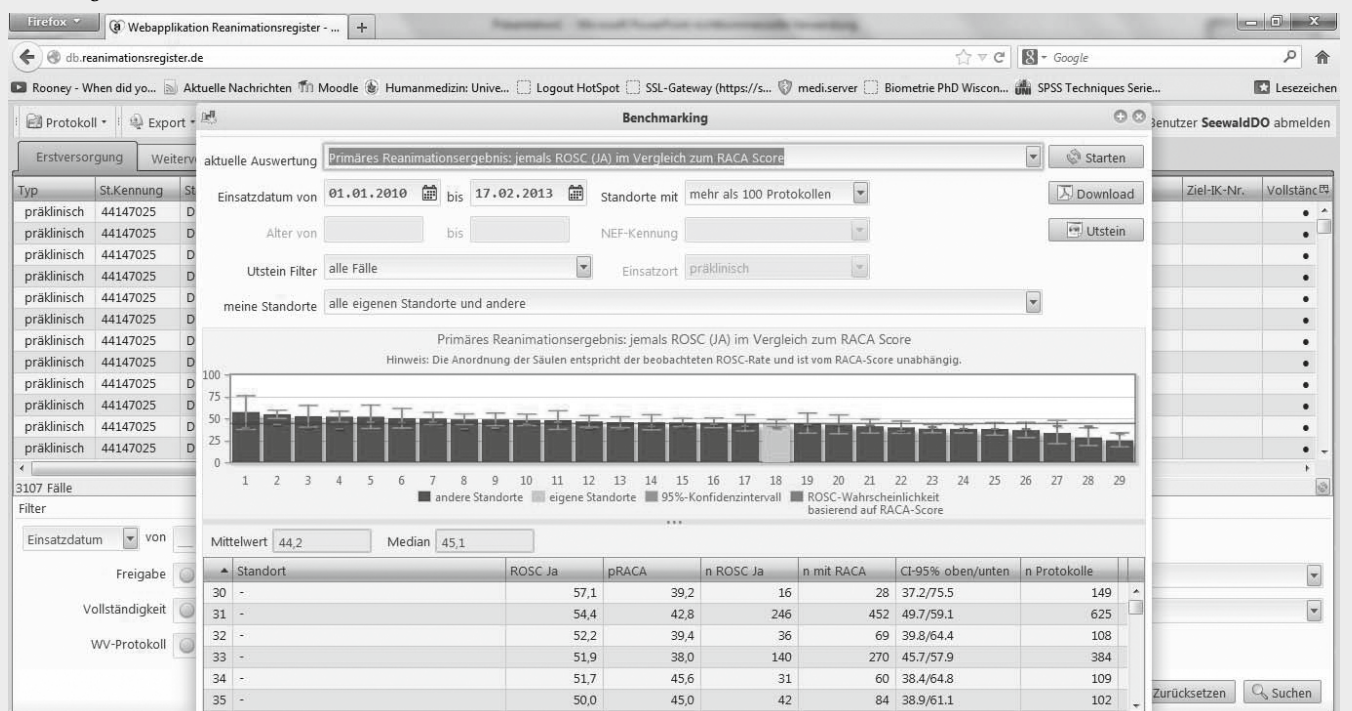 Firefox
Webapplikation Reanimationsregister - ... +
db.reanimationsregister.de
Google
Rooney - When did yo... Aktuelle Nachrichten Moodle Humanmedizin: Unive... Logout HotSpot SSL-Gateway (https://s... medi.server Biometrie PhD Wiscon... SPSS Techniques Serie... Lesezeichen
Protokoll Export Benchmarking Benutzer SeewaldDO abmelden
Erstversorgung Weiterv
aktuelle Auswertung Primäres Reanimationsergebnis: jemals ROSC (JA) im Vergleich zum RACA Score Starten
Typ St.Kennung St Ziel-IK-Nr. Vollstänc
Einsatzdatum von 01.01.2010 bis 17.02.2013 Standorte mit mehr als 100 Protokollen Download
Alter von bis NEF-Kennung Utstein
Utstein Filter alle Fälle Einsatzort präklinisch
meine Standorte alle eigenen Standorte und andere
präklinisch 44147025 D
präklinisch 44147025 D
präklinisch 44147025 D
präklinisch 44147025 D
präklinisch 44147025 D
präklinisch 44147025 D
präklinisch 44147025 D
präklinisch 44147025 D
präklinisch 44147025 D
präklinisch 44147025 D
präklinisch 44147025 D
präklinisch 44147025 D
3107 Fälle
Primäres Reanimationsergebnis: jemals ROSC (JA) im Vergleich zum RACA Score
Hinweis: Die Anordnung der Säulen entspricht der beobachteten ROSC-Rate und ist vom RACA-Score unabhängig.
100
75
50
25
0
1 2 3 4 5 6 7 8 9 10 11 12 13 14 15 16 17 18 19 20 21 22 23 24 25 26 27 28 29
andere Standorte eigene Standorte 95%-Konfidenzintervall ROSC-Wahrscheinlichkeit
basierend auf RACA-Score
Filter
Einsatzdatum von
Freigabe
Vollständigkeit
WV-Protokoll
Mittelwert 44,2 Median 45,1
Standort ROSC Ja pRACA n ROSC Ja n mit RACA CI-95% oben/unten n Protokolle
30 - 57,1 39,2 16 28 37.2/75.5 149
31 - 54,4 42,8 246 452 49.7/59.1 625
32 - 52,2 39,4 36 69 39.8/64.4 108
33 - 51,9 38,0 140 270 45.7/57.9 384
34 - 51,7 45,6 31 60 38.4/64.8 109
35 - 50,0 45,0 42 84 38.9/61.1 102
Zurücksetzen Suchen